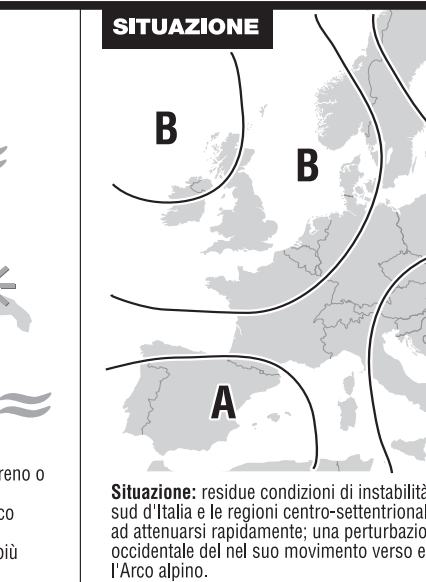 SITUAZIONE
B
B
A
reno o
co
più
Situazione: residue condizioni di instabilità
sud d'Italia e le regioni centro-settentrional
ad attenuarsi rapidamente; una perturbazio
occidentale del nel suo movimento verso e
l'Arco alpino.